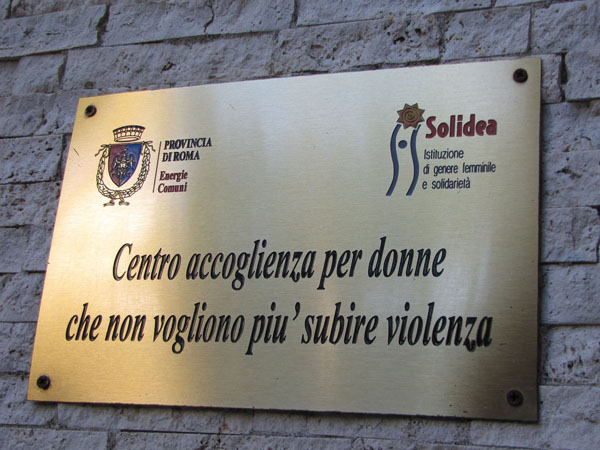 PROVINCIA
DI ROMA
Energie
Comuni
Solidea
Istituzione
di genere femminile
e solidarietà
Centro accoglienza per donne
che non vogliono piu' subire violenza